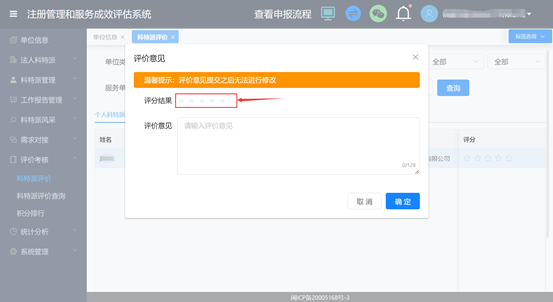 注册管理和服务成效评估系统
查看申报流程
单位信息
法人科特派
科特派管理
工作报告管理
科特派风采
需求对接
评价考核
科特派评价
科特派评价查询
积分排行
统计分析
系统管理
单位信息 ×
科特派评价 ×
标签选项
单位类
全部
全部
服务单
查询
个人科特派
姓名
评分
限公司
评价意见
温馨提示：评价意见提交之后无法进行修改
评分结果
评价意见
请输入评价意见
0/128
取 消
确 定
闽ICP备20005168号-3